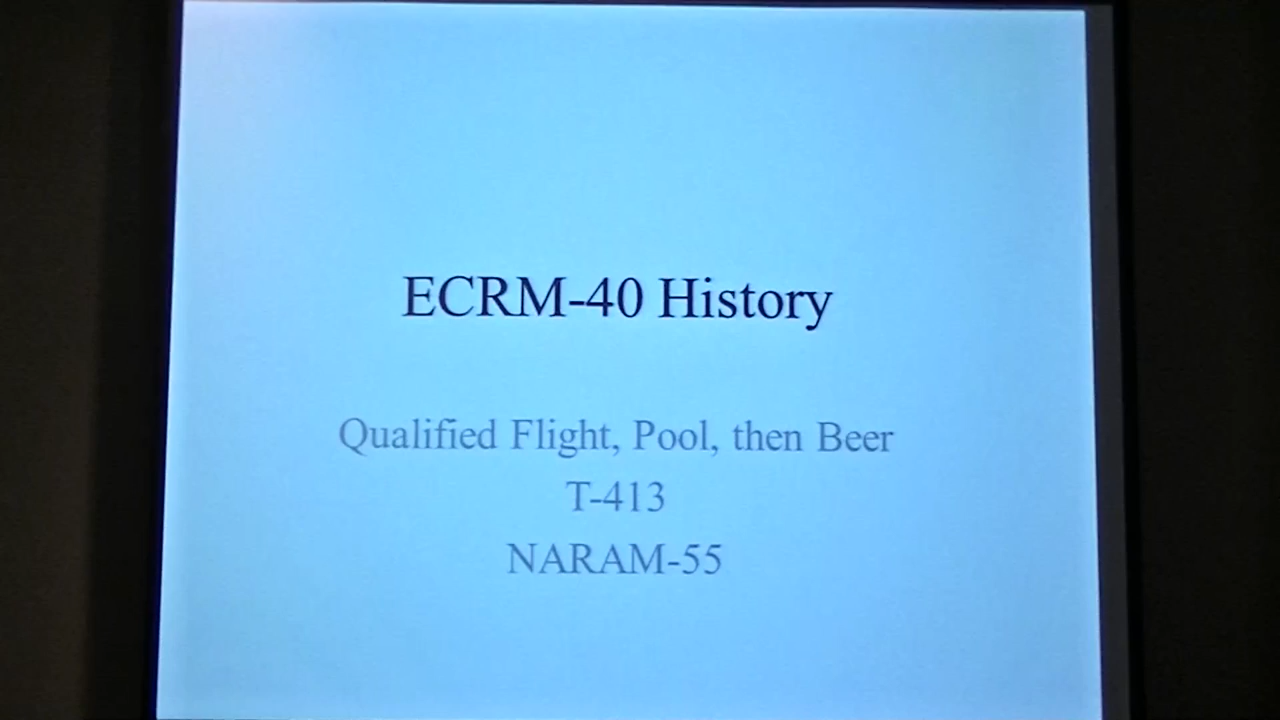 ECRM-40 History
Qualified Flight, Pool, then Beer
T-413
NARAM-55